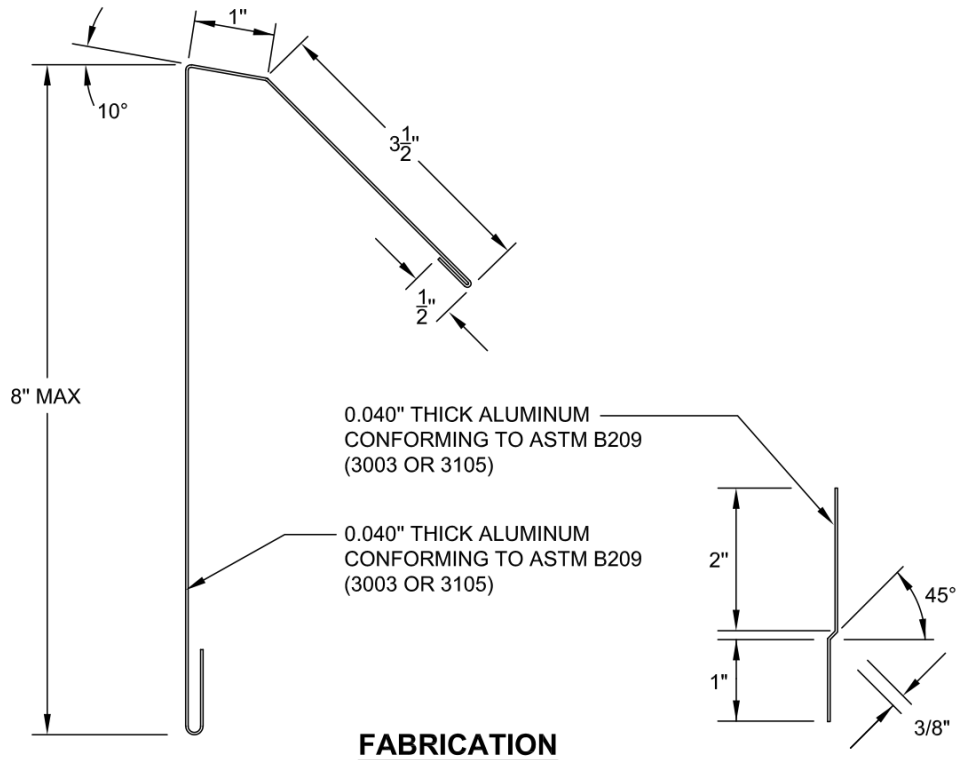 1"
10°
3 1/2"
1/2"
8" MAX
0.040" THICK ALUMINUM
CONFORMING TO ASTM B209
(3003 OR 3105)
0.040" THICK ALUMINUM
CONFORMING TO ASTM B209
(3003 OR 3105)
2"
45°
1"
3/8"
FABRICATION